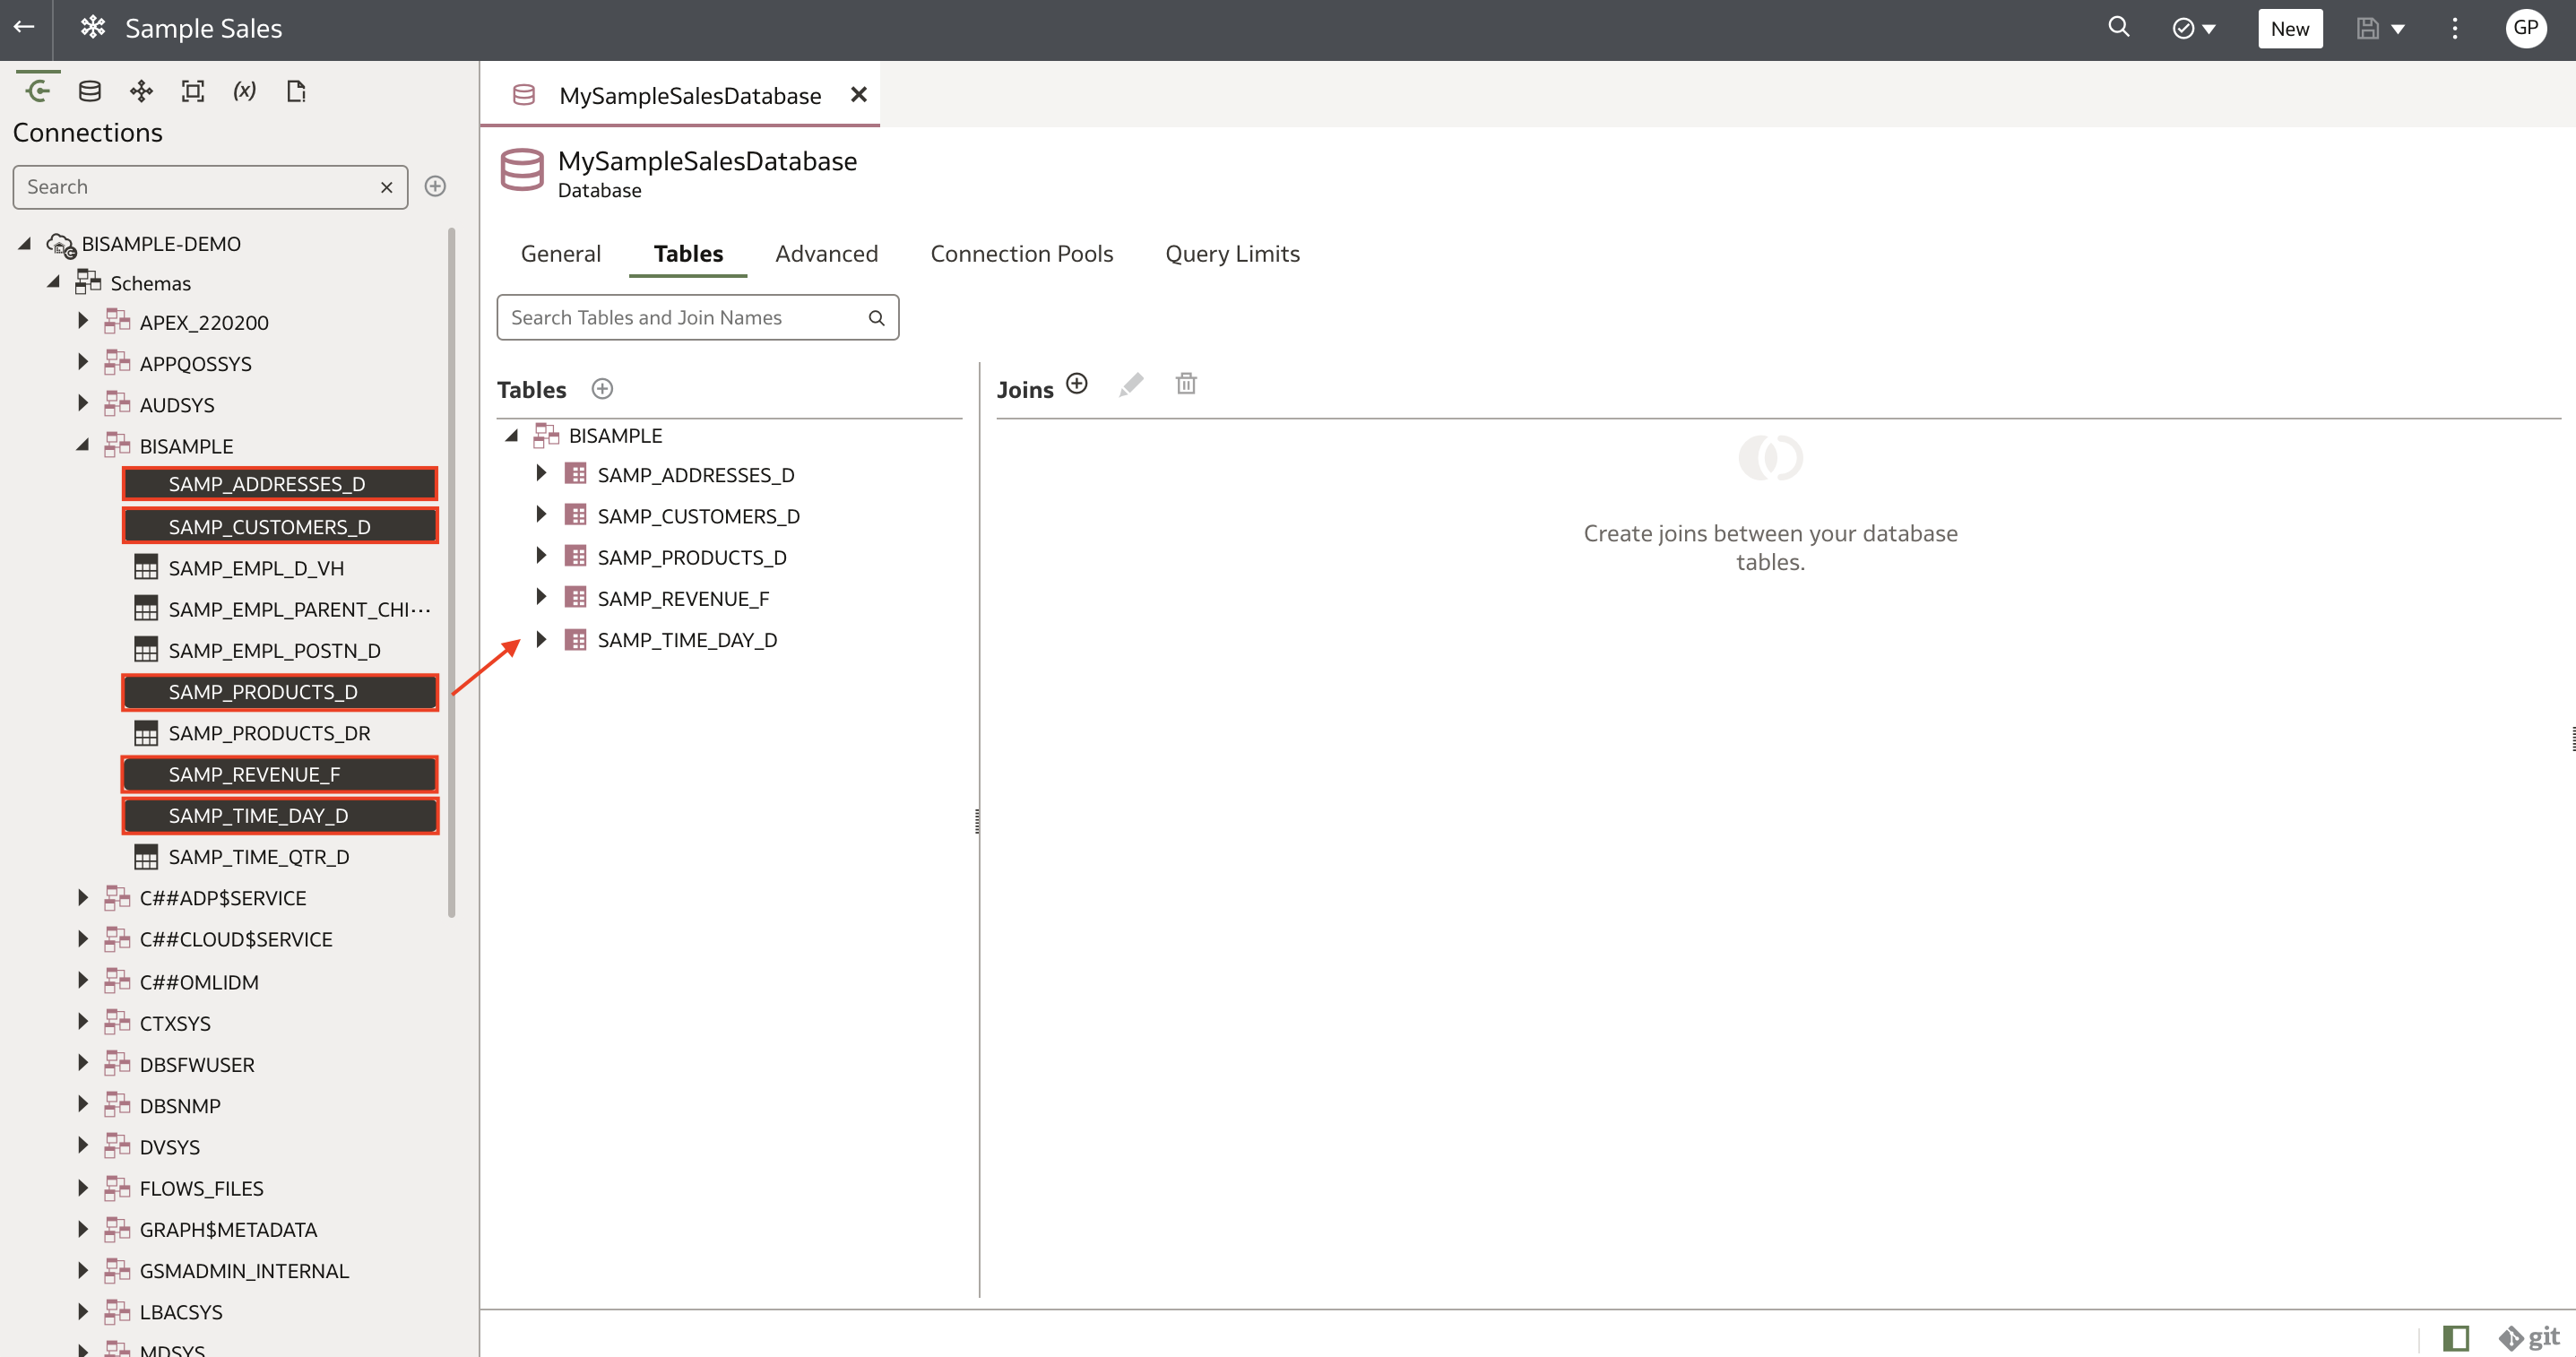 Sample Sales
New
GP
(x)
Connections
Search
BISAMPLE-DEMO
Schemas
APEX_220200
APPQOSSYS
AUDSYS
BISAMPLE
SAMP_ADDRESSES_D
SAMP_CUSTOMERS_D
SAMP_EMPL_D_VH
SAMP_EMPL_PARENT_CHI···
SAMP_EMPL_POSTN_D
SAMP_PRODUCTS_D
SAMP_PRODUCTS_DR
SAMP_REVENUE_F
SAMP_TIME_DAY_D
SAMP_TIME_QTR_D
C##ADP$SERVICE
C##CLOUD$SERVICE
C##OMLIDM
CTXSYS
DBSFWUSER
DBSNMP
DVSYS
FLOWS_FILES
GRAPH$METADATA
GSMADMIN_INTERNAL
LBACSYS
MDSYS
MySampleSalesDatabase
MySampleSalesDatabase
Database
General Tables Advanced Connection Pools Query Limits
Search Tables and Join Names
Tables
BISAMPLE
SAMP_ADDRESSES_D
SAMP_CUSTOMERS_D
SAMP_PRODUCTS_D
SAMP_REVENUE_F
SAMP_TIME_DAY_D
Joins
Create joins between your database
tables.
git